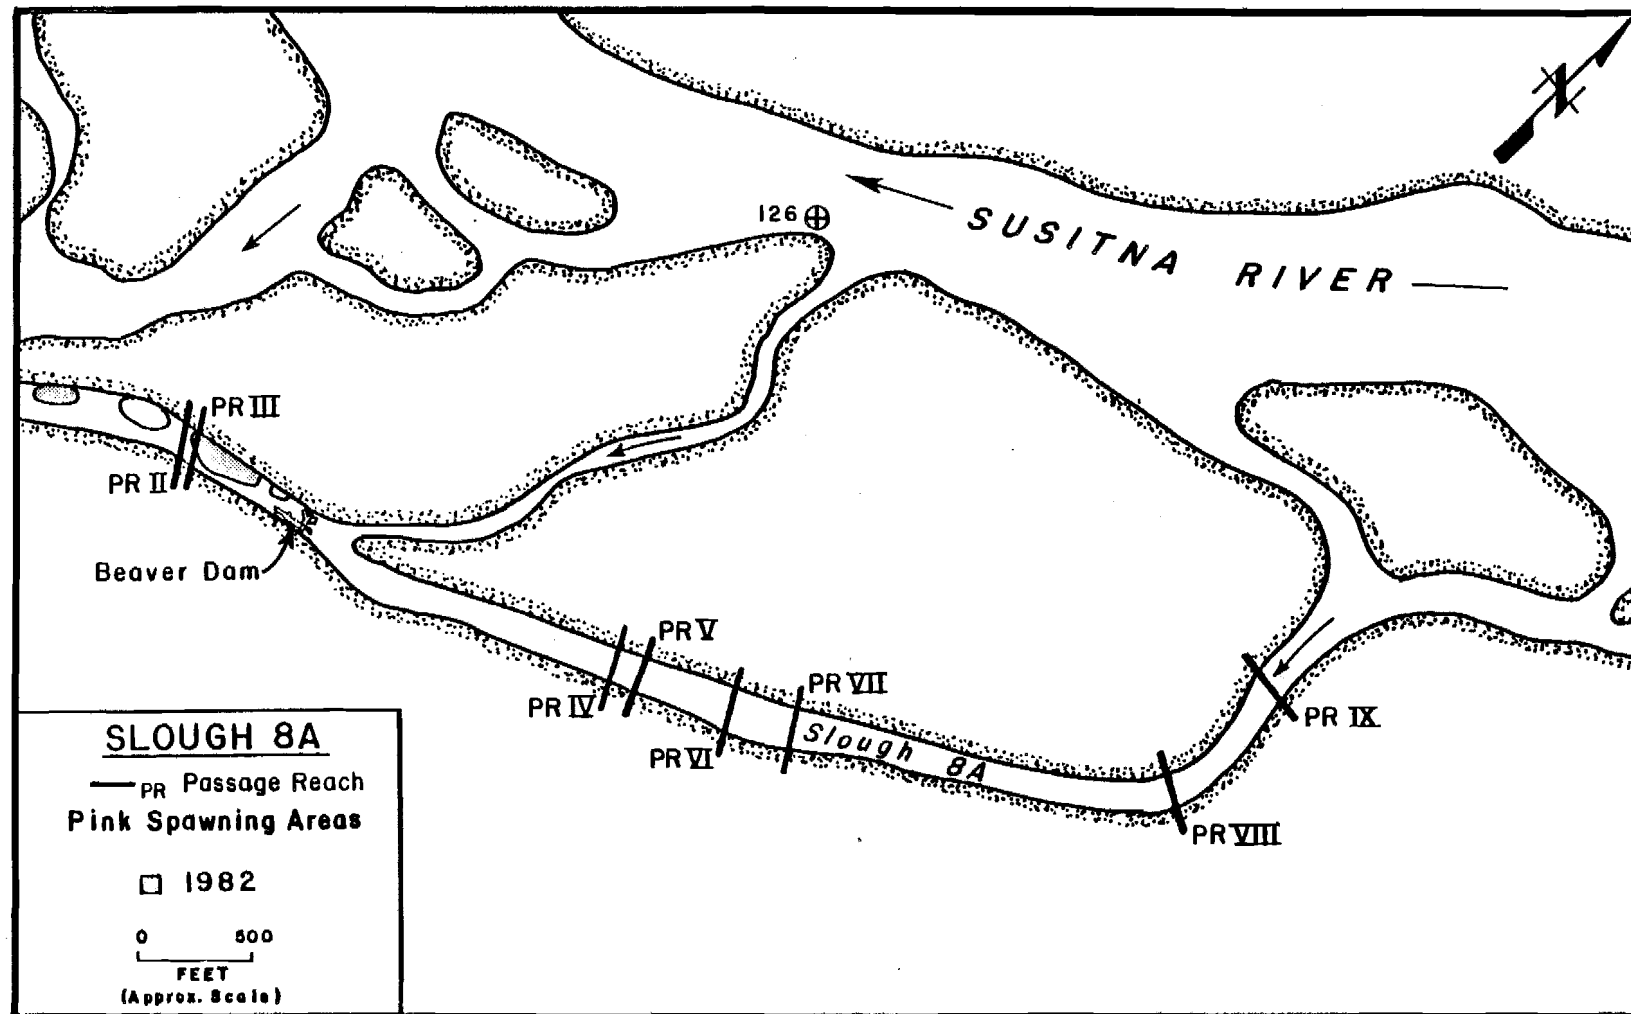 N
126
SUSITNA RIVER
PR III
PR II
Beaver Dam
PR V
PR IV
PR VII
PR VI
Slough 8A
PR IX
PR VIII
SLOUGH 8A
PR Passage Reach
Pink Spawning Areas
1982
0 500
FEET
(Approx. Scale)